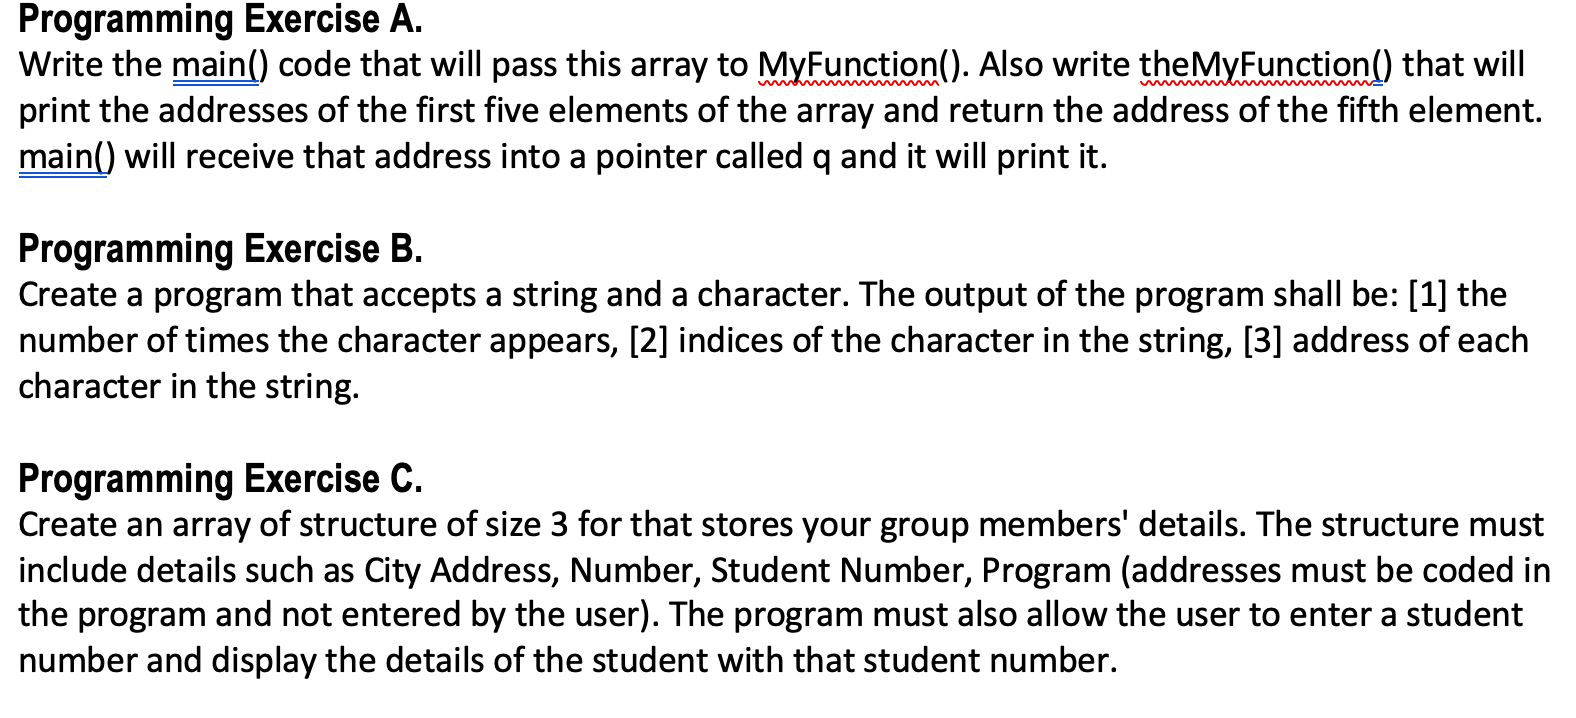 Programming Exercise A.
Write the main() code that will pass this array to MyFunction(). Also write theMyFunction() that will
print the addresses of the first five elements of the array and return the address of the fifth element.
main() will receive that address into a pointer called q and it will print it.
Programming Exercise B.
Create a program that accepts a string and a character. The output of the program shall be: [1] the
number of times the character appears, [2] indices of the character in the string, [3] address of each
character in the string.
Programming Exercise C.
Create an array of structure of size 3 for that stores your group members' details. The structure must
include details such as City Address, Number, Student Number, Program (addresses must be coded in
the program and not entered by the user). The program must also allow the user to enter a student
number and display the details of the student with that student number.